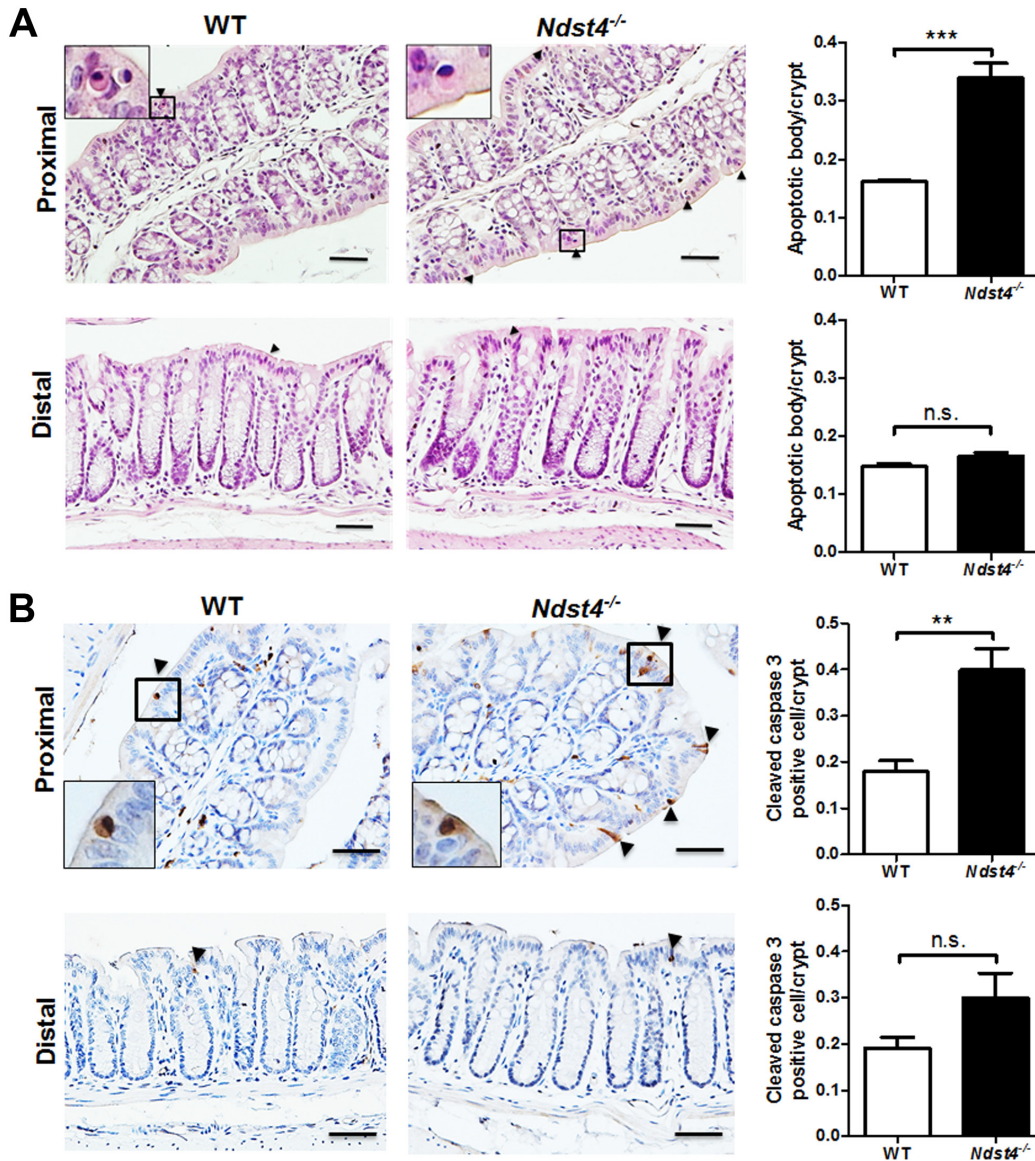 A
WT
Ndst4-/-
Proximal
Apoptotic body/crypt
0.4
0.3
0.2
0.1
0.0
***
WT
Ndst4-/-
Distal
Apoptotic body/crypt
0.4
0.3
0.2
0.1
0.0
n.s.
WT
Ndst4-/-
B
WT
Ndst4-/-
Proximal
Cleaved caspase 3
positive cell/crypt
0.5
0.4
0.3
0.2
0.1
0.0
**
WT
Ndst4-/-
Distal
Cleaved caspase 3
positive cell/crypt
0.5
0.4
0.3
0.2
0.1
0.0
n.s.
WT
Ndst4-/-